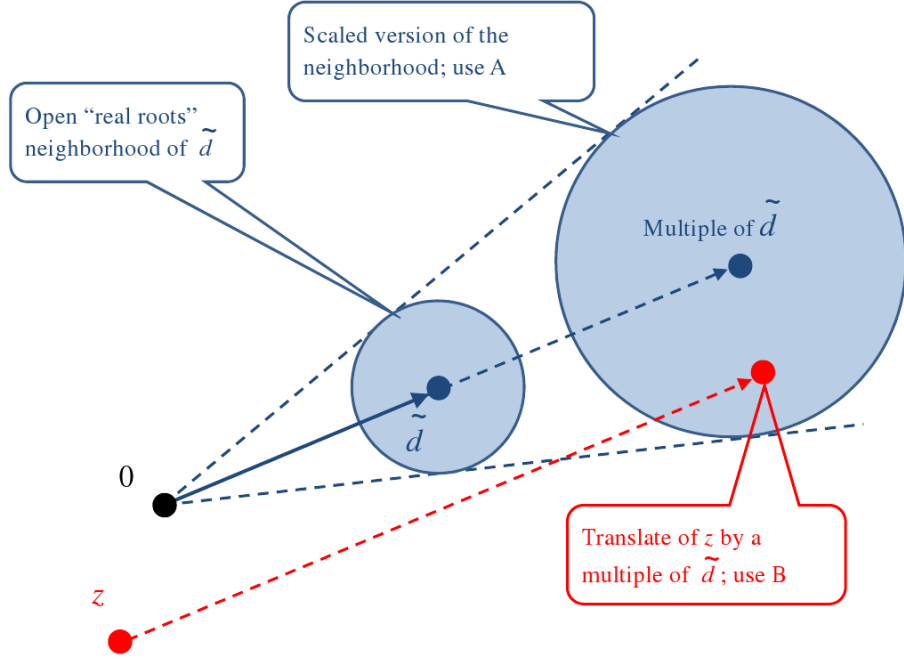 Scaled version of the
neighborhood; use A
Open “real roots”
neighborhood of d̃
Multiple of d̃
d̃
0
Translate of z by a
multiple of d̃ ; use B
z